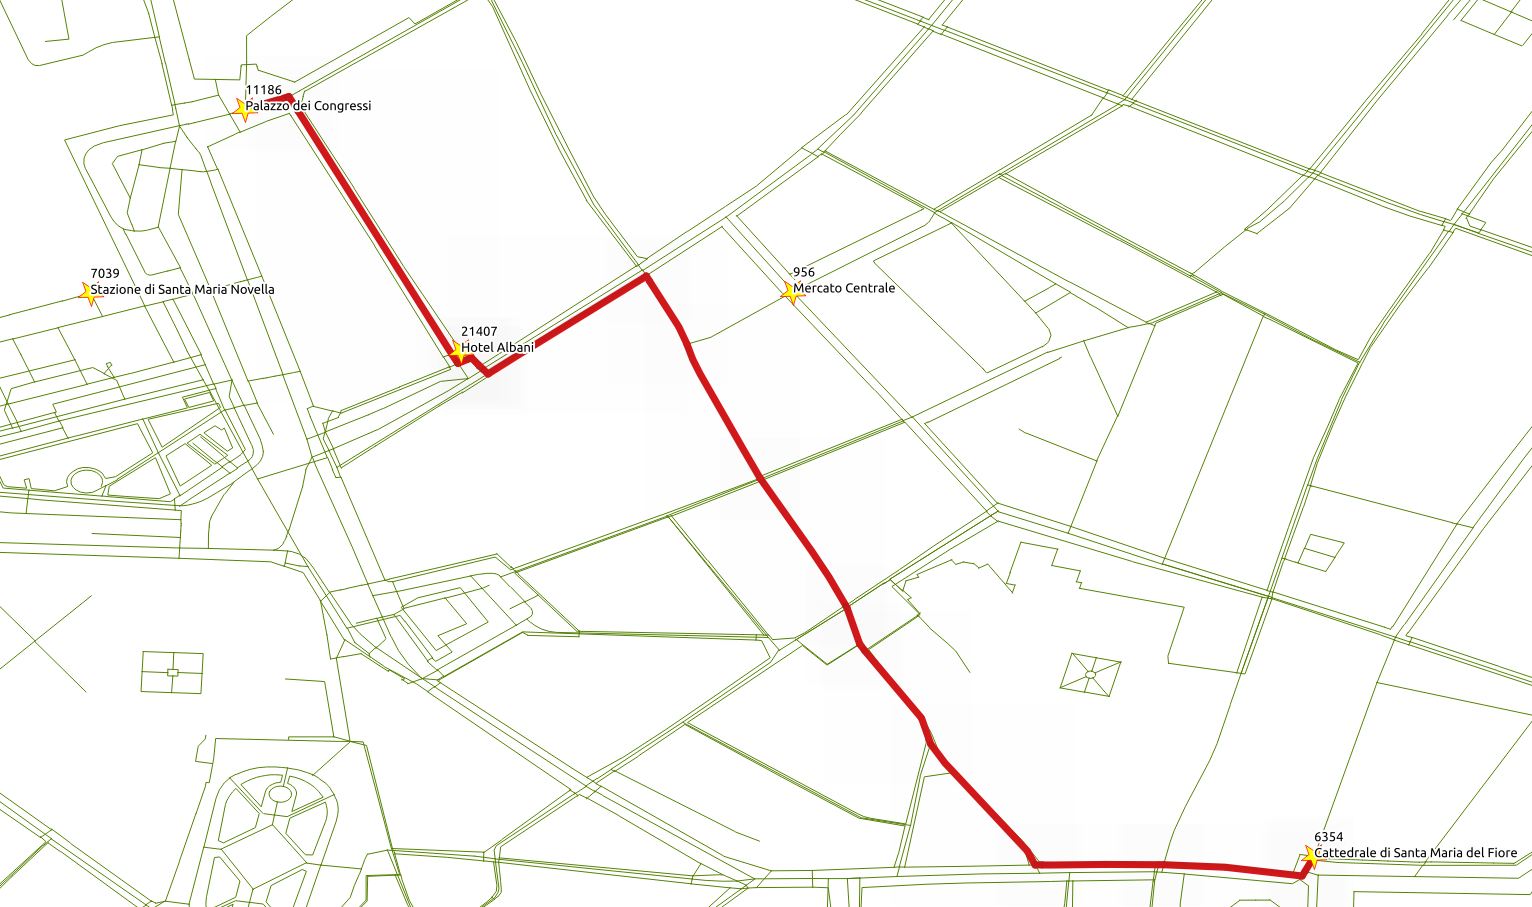 11186
Palazzo dei Congressi
7039
Stazione di Santa Maria Novella
956
Mercato Centrale
21407
Hotel Albani
6354
Cattedrale di Santa Maria del Fiore